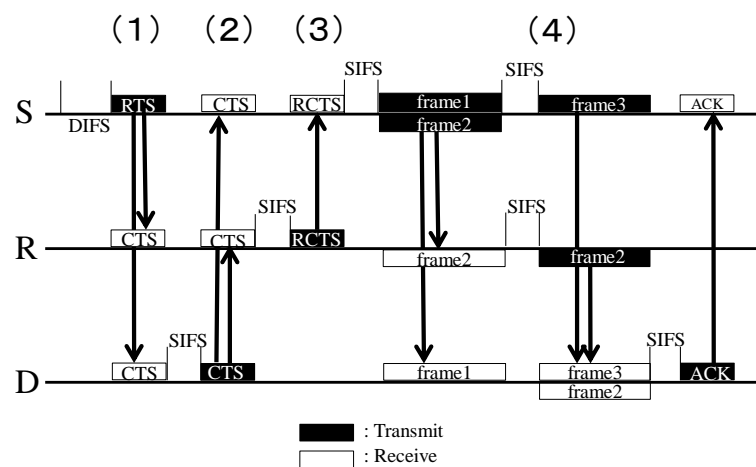 (1) (2) (3) (4)
SIFS SIFS
S RTS CTS RCTS frame1 frame3 ACK
DIFS frame2
SIFS SIFS
R CTS CTS RCTS frame2 frame2
SIFS SIFS
D CTS CTS frame1 frame3 ACK
frame2
: Transmit
: Receive